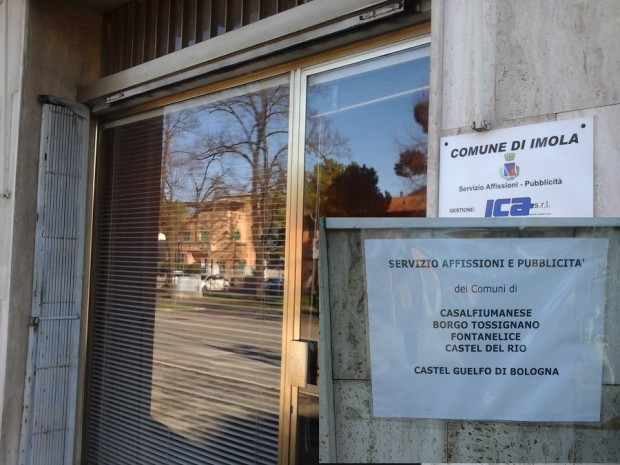 COMUNE DI IMOLA
Servizio Affissioni - Pubblicità
GESTIONE: ICA s.r.l.
SERVIZIO AFFISSIONI E PUBBLICITA'
dei Comuni di
CASALFIUMANESE
BORGO TOSSIGNANO
FONTANELICE
CASTEL DEL RIO
CASTEL GUELFO DI BOLOGNA